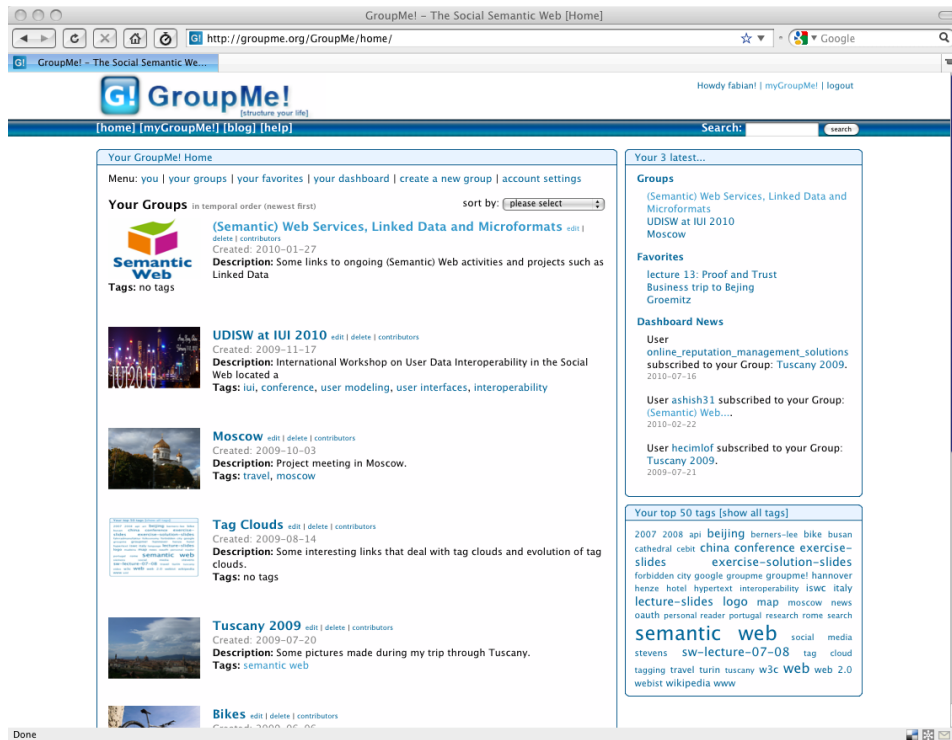 GroupMe! – The Social Semantic Web [Home]
http://groupme.org/GroupMe/home/
Google
GroupMe! – The Social Semantic We...
G! GroupMe!
[structure your life]
Howdy fabian! | myGroupMe! | logout
[home] [myGroupMe!] [blog] [help]
Search:
search
Your GroupMe! Home
Menu: you | your groups | your favorites | your dashboard | create a new group | account settings
Your Groups in temporal order (newest first)
sort by: please select
Semantic
Web
(Semantic) Web Services, Linked Data and Microformats edit |
delete | contributors
Created: 2010-01-27
Description: Some links to ongoing (Semantic) Web activities and projects such as
Linked Data
Tags: no tags
IUI2010
UDISW at IUI 2010 edit | delete | contributors
Created: 2009-11-17
Description: International Workshop on User Data Interoperability in the Social
Web located a
Tags: iui, conference, user modeling, user interfaces, interoperability
Moscow edit | delete | contributors
Created: 2009-10-03
Description: Project meeting in Moscow.
Tags: travel, moscow
Tag Clouds edit | delete | contributors
Created: 2009-08-14
Description: Some interesting links that deal with tag clouds and evolution of tag
clouds.
Tags: no tags
Tuscany 2009 edit | delete | contributors
Created: 2009-07-20
Description: Some pictures made during my trip through Tuscany.
Tags: semantic web
Bikes edit | delete | contributors
Your 3 latest...
Groups
(Semantic) Web Services, Linked Data and
Microformats
UDISW at IUI 2010
Moscow
Favorites
lecture 13: Proof and Trust
Business trip to Bejing
Groemitz
Dashboard News
User
online_reputation_management_solutions
subscribed to your Group: Tuscany 2009.
2010-07-16
User ashish31 subscribed to your Group:
(Semantic) Web....
2010-02-22
User hecimlof subscribed to your Group:
Tuscany 2009.
2009-07-21
Your top 50 tags [show all tags]
2007 2008 api beijing berners-lee bike busan
cathedral cebit china conference exercise-
slides exercise-solution-slides
forbidden city google groupme groupme! hannover
henze hotel hypertext interoperability iswc italy
lecture-slides logo map moscow news
oauth personal reader portugal research rome search
semantic web social media
stevens sw-lecture-07-08 tag cloud
tagging travel turin tuscany w3c web web 2.0
webist wikipedia www
Done